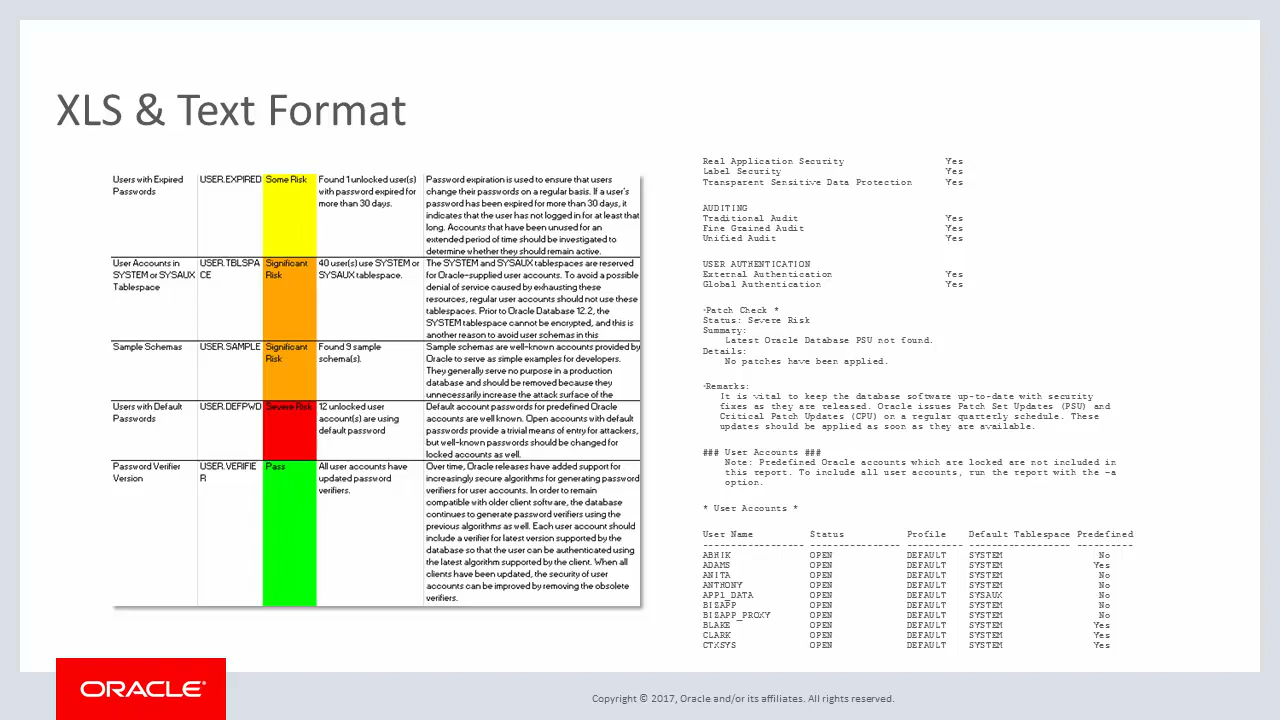 XLS & Text Format
Users with Expired
Passwords
USER.EXPIRED
Some Risk
Found 1 unlocked user(s)
with password expired for
more than 30 days.
Password expiration is used to ensure that users
change their passwords on a regular basis. If a user's
password has been expired for more than 30 days, it
indicates that the user has not logged in for at least that
long. Accounts that have been unused for an
extended period of time should be investigated to
determine whether they should remain active.
User Accounts in
SYSTEM or SYSAUX
Tablespace
USER.TBLSPA
CE
Significant
Risk
40 user(s) use SYSTEM or
SYSAUX tablespace.
The SYSTEM and SYSAUX tablespaces are reserved
for Oracle-supplied user accounts. To avoid a possible
denial of service caused by exhausting these
resources, regular user accounts should not use these
tablespaces. Prior to Oracle Database 12.2, the
SYSTEM tablespace cannot be encrypted, and this is
another reason to avoid user schemas in this
Sample Schemas
USER.SAMPLE
Significant
Risk
Found 9 sample
schema(s).
Sample schemas are well-known accounts provided by
Oracle to serve as simple examples for developers.
They generally serve no purpose in a production
database and should be removed because they
unnecessarily increase the attack surface of the
Users with Default
Passwords
USER.DEFPWD
Severe Risk
12 unlocked user
account(s) are using
default password
Default account passwords for predefined Oracle
accounts are well known. Open accounts with default
passwords provide a trivial means of entry for attackers,
but well-known passwords should be changed for
locked accounts as well.
Password Verifier
Version
USER.VERIFIE
R
Pass
All user accounts have
updated password
verifiers.
Over time, Oracle releases have added support for
increasingly secure algorithms for generating password
verifiers for user accounts. In order to remain
compatible with older client software, the database
continues to generate password verifiers using the
previous algorithms as well. Each user account should
include a verifier for latest version supported by the
database so that the user can be authenticated using
the latest algorithm supported by the client. When all
clients have been updated, the security of user
accounts can be improved by removing the obsolete
verifiers.
Real Application Security Yes
Label Security Yes
Transparent Sensitive Data Protection Yes
AUDITING
Traditional Audit Yes
Fine Grained Audit Yes
Unified Audit Yes
USER AUTHENTICATION
External Authentication Yes
Global Authentication Yes
-Patch Check *
Status: Severe Risk
Summary:
Latest Oracle Database PSU not found.
Details:
No patches have been applied.
-Remarks:
It is vital to keep the database software up-to-date with security
fixes as they are released. Oracle issues Patch Set Updates (PSU) and
Critical Patch Updates (CPU) on a regular quarterly schedule. These
updates should be applied as soon as they are available.
### User Accounts ###
Note: Predefined Oracle accounts which are locked are not included in
this report. To include all user accounts, run the report with the -a
option.
* User Accounts *
User Name Status Profile Default Tablespace Predefined
------------------ ---------------- ---------- ------------------ ----------
ABHIK OPEN DEFAULT SYSTEM No
ADAMS OPEN DEFAULT SYSTEM Yes
ANITA OPEN DEFAULT SYSTEM No
ANTHONY OPEN DEFAULT SYSTEM No
APP1_DATA OPEN DEFAULT SYSAUX No
BIZAPP OPEN DEFAULT SYSTEM No
BIZAPP_PROXY OPEN DEFAULT SYSTEM No
BLAKE OPEN DEFAULT SYSTEM Yes
CLARK OPEN DEFAULT SYSTEM Yes
CTXSYS OPEN DEFAULT SYSTEM Yes
ORACLE®
Copyright © 2017, Oracle and/or its affiliates. All rights reserved.